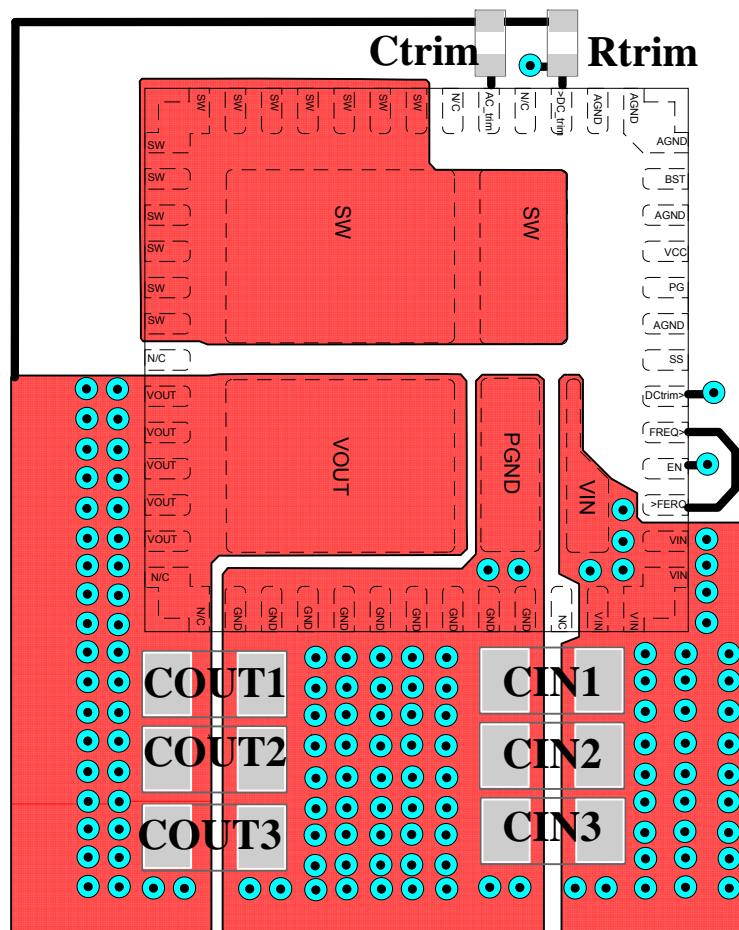 Ctrim Rtrim
SW SW SW SW SW SW SW N/C AC_trim N/C >DC_trim AGND AGND
SW AGND
SW BST
SW AGND
SW VCC
SW PG
SW AGND
N/C SS
SW SW
VOUT DCtrim>
VOUT FREQ>
VOUT EN
VOUT >FERQ
VOUT VIN
N/C VIN
VOUT PGND VIN
N/C GND GND GND GND GND GND GND GND GND NC VIN VIN
COUT1 CIN1
COUT2 CIN2
COUT3 CIN3